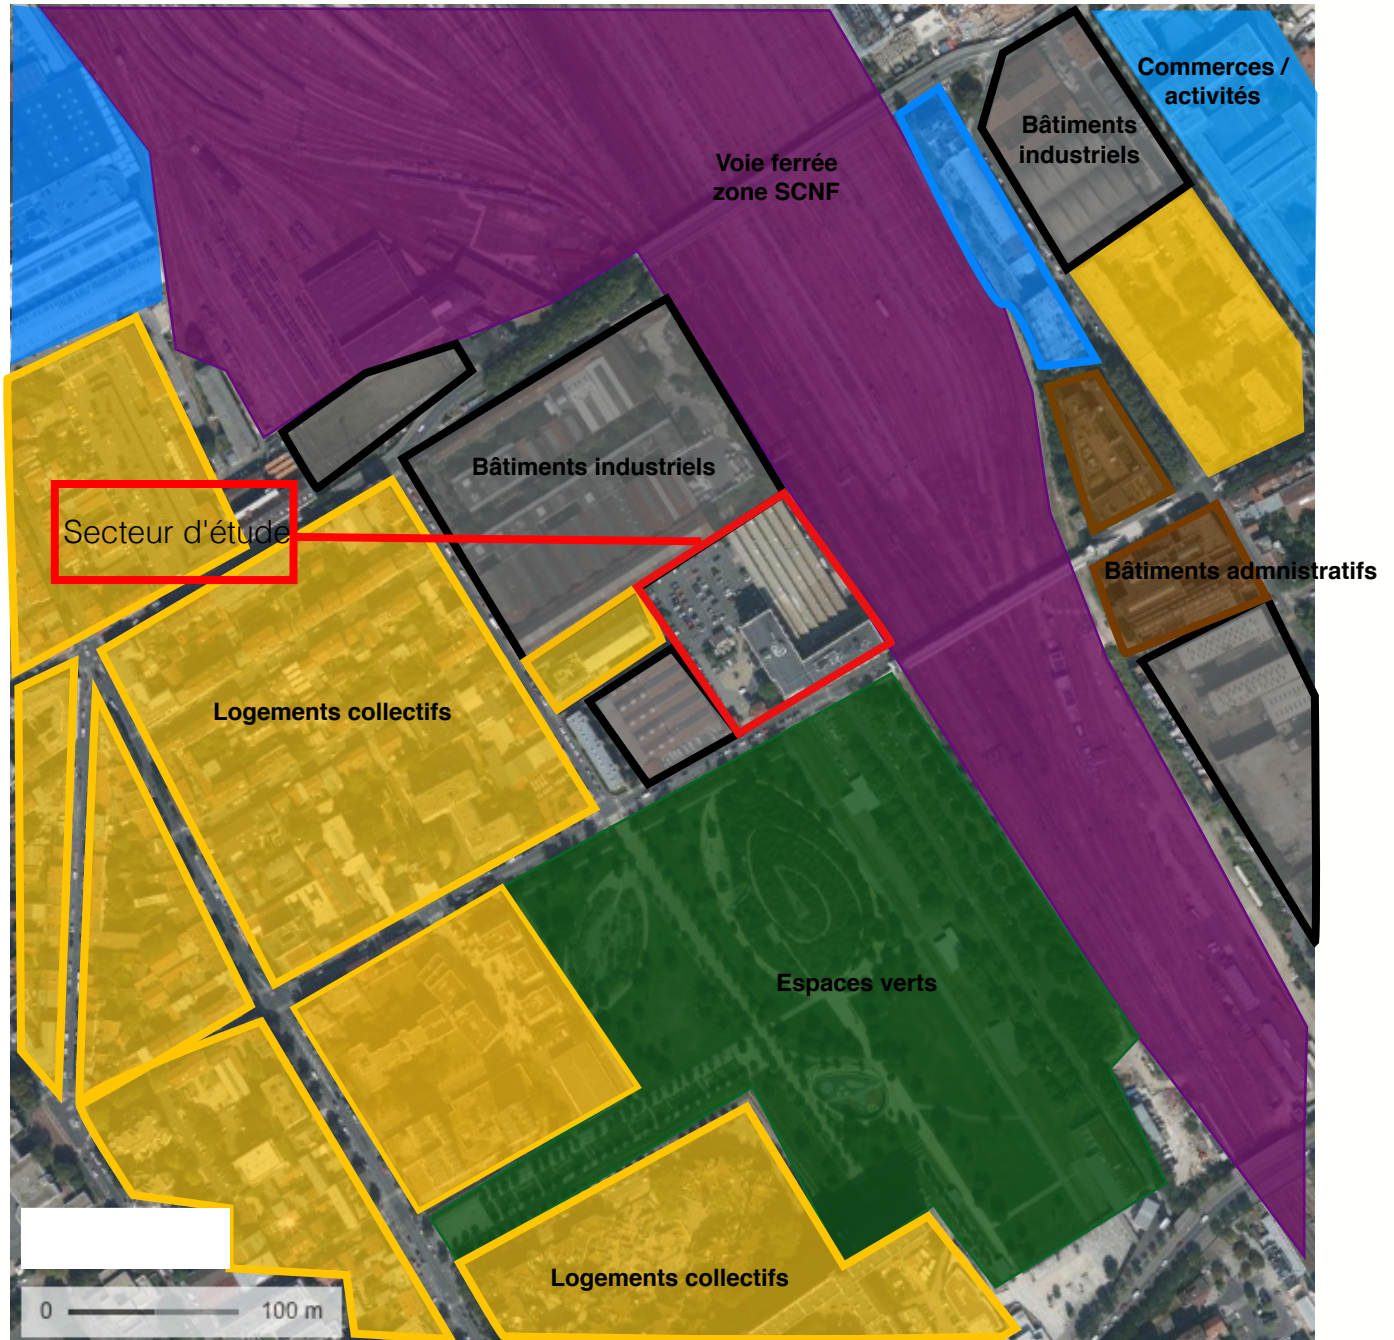 Commerces /
activités
Bâtiments
industriels
Voie ferrée
zone SCNF
Bâtiments industriels
Secteur d'étude
Bâtiments admnistratifs
Logements collectifs
Espaces verts
Logements collectifs
0 100 m